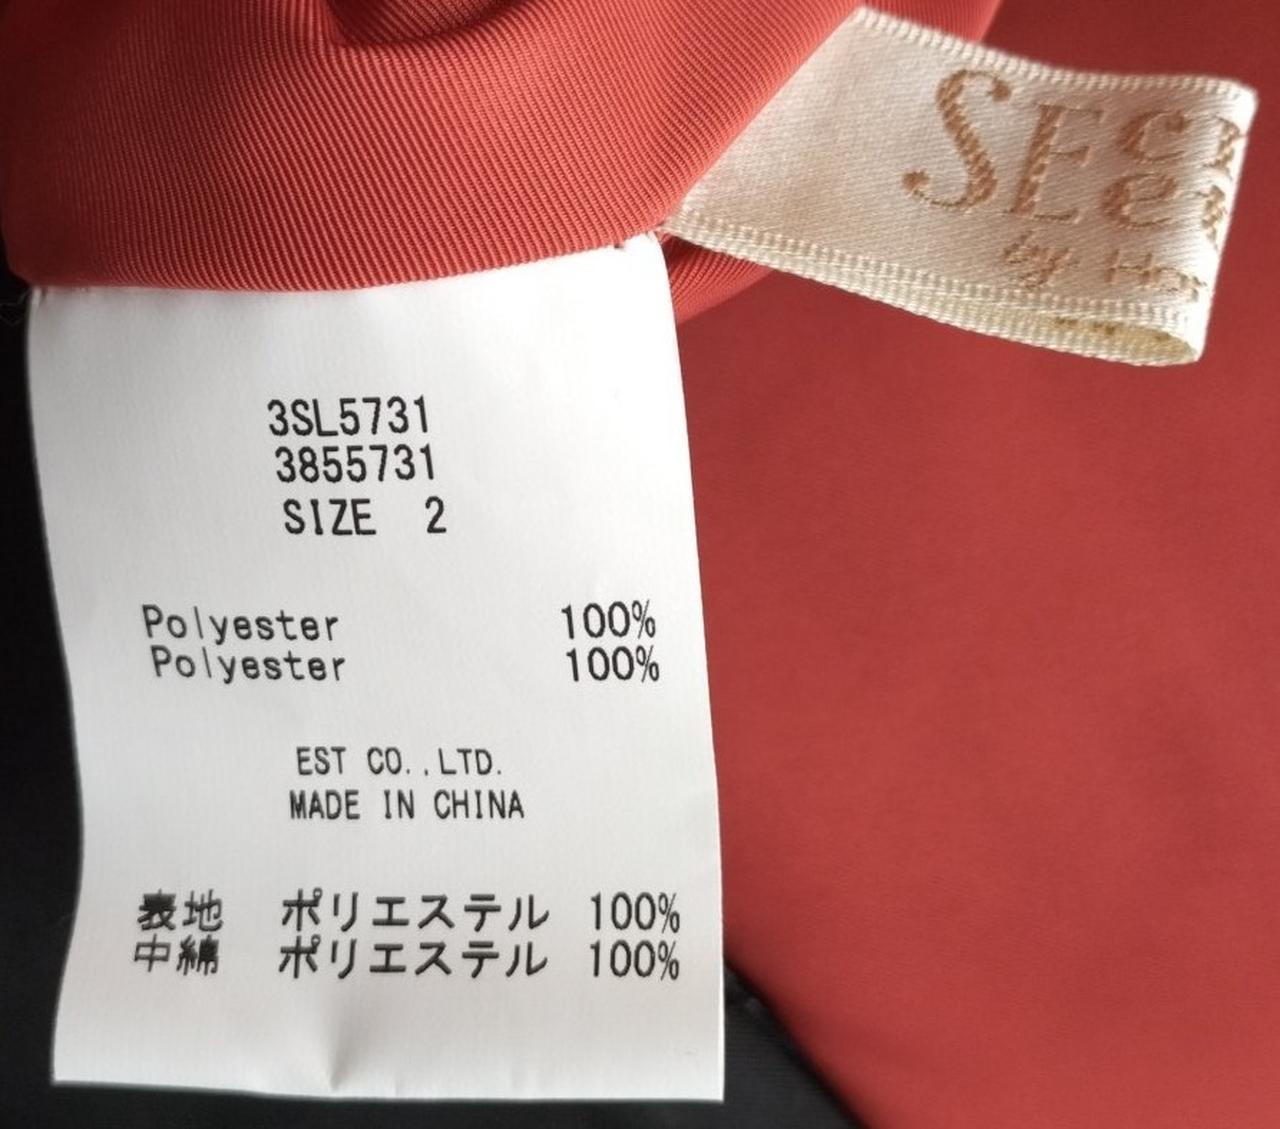 3SL5731
3855731
SIZE 2
Polyester 100%
Polyester 100%
EST CO.,LTD.
MADE IN CHINA
表地 ポリエステル 100%
中綿 ポリエステル 100%
by